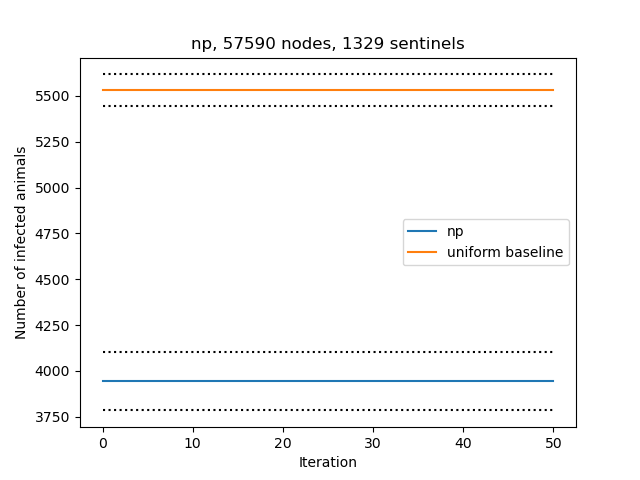 np, 57590 nodes, 1329 sentinels
Number of infected animals
5500
5250
5000
4750
4500
4250
4000
3750
np
uniform baseline
0 10 20 30 40 50
Iteration